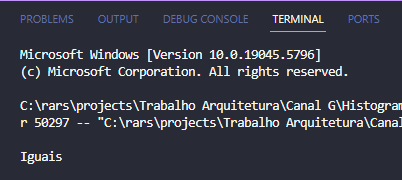 PROBLEMS OUTPUT DEBUG CONSOLE TERMINAL PORTS
Microsoft Windows [Version 10.0.19045.5796]
(c) Microsoft Corporation. All rights reserved.
C:\rars\projects\Trabalho Arquitetura\Canal G\Histogram
r 50297 -- "C:\rars\projects\Trabalho Arquitetura\Cana
Iguais